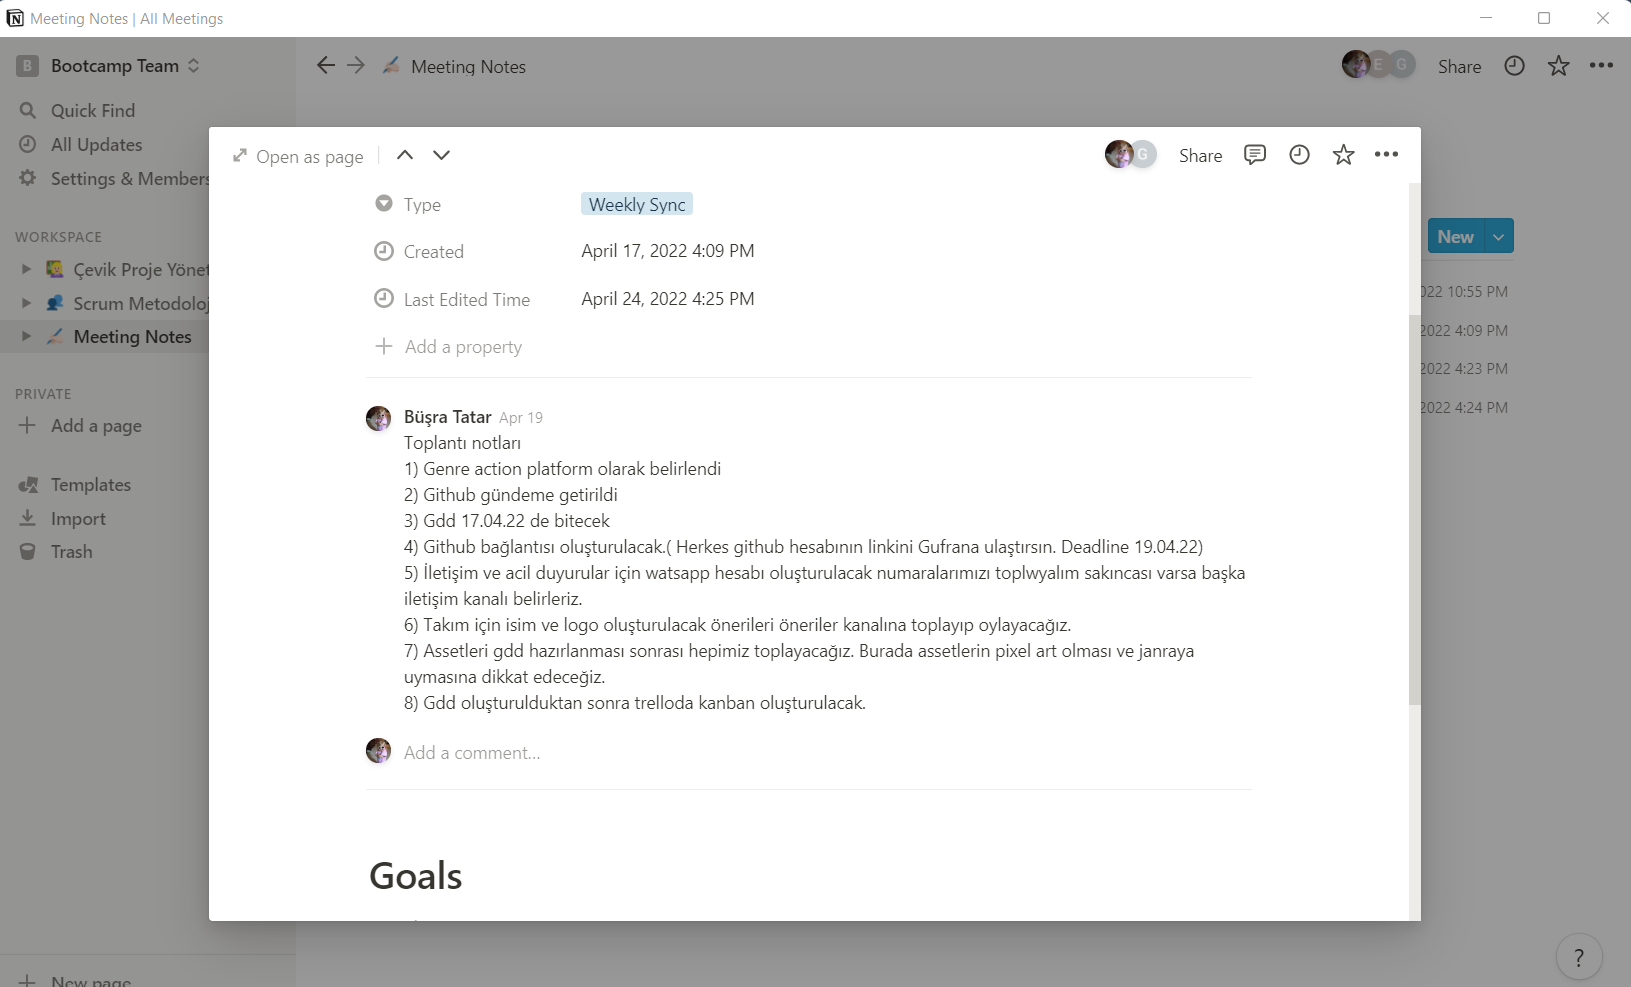 Meeting Notes | All Meetings
B Bootcamp Team
Quick Find
All Updates
Settings & Members
WORKSPACE
Çevik Proje Yönet
Scrum Metodoloj
Meeting Notes
PRIVATE
Add a page
Templates
Import
Trash
New page
Meeting Notes
E G Share
New
022 10:55 PM
2022 4:09 PM
2022 4:23 PM
2022 4:24 PM
Open as page
G Share
Type Weekly Sync
Created April 17, 2022 4:09 PM
Last Edited Time April 24, 2022 4:25 PM
Add a property
Büşra Tatar Apr 19
Toplantı notları
1) Genre action platform olarak belirlendi
2) Github gündeme getirildi
3) Gdd 17.04.22 de bitecek
4) Github bağlantısı oluşturulacak.( Herkes github hesabının linkini Gufrana ulaştırsın. Deadline 19.04.22)
5) İletişim ve acil duyurular için watsapp hesabı oluşturulacak numaralarımızı toplwyalım sakıncası varsa başka
iletişim kanalı belirleriz.
6) Takım için isim ve logo oluşturulacak önerileri öneriler kanalına toplayıp oylayacağız.
7) Assetleri gdd hazırlanması sonrası hepimiz toplayacağız. Burada assetlerin pixel art olması ve janraya
uymasına dikkat edeceğiz.
8) Gdd oluşturulduktan sonra trelloda kanban oluşturulacak.
Add a comment...
Goals
?